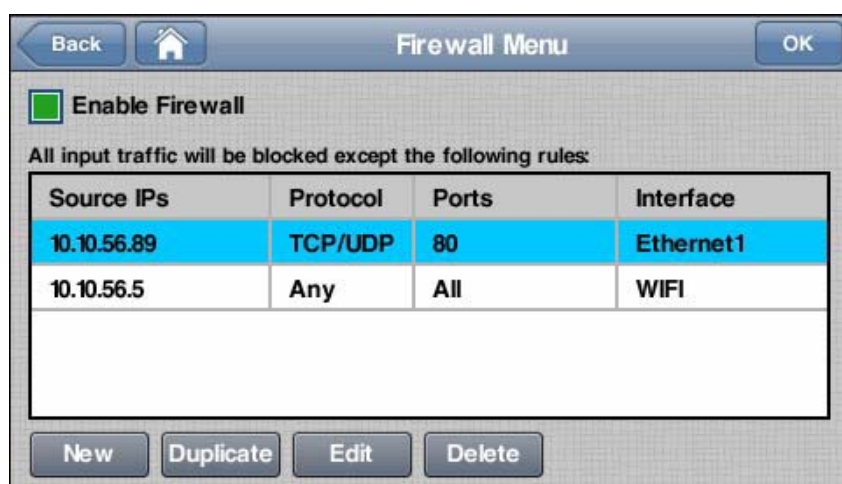 Back Firewall Menu OK
Enable Firewall
All input traffic will be blocked except the following rules:
Source IPs Protocol Ports Interface
10.10.56.89 TCP/UDP 80 Ethernet1
10.10.56.5 Any All WIFI
New Duplicate Edit Delete